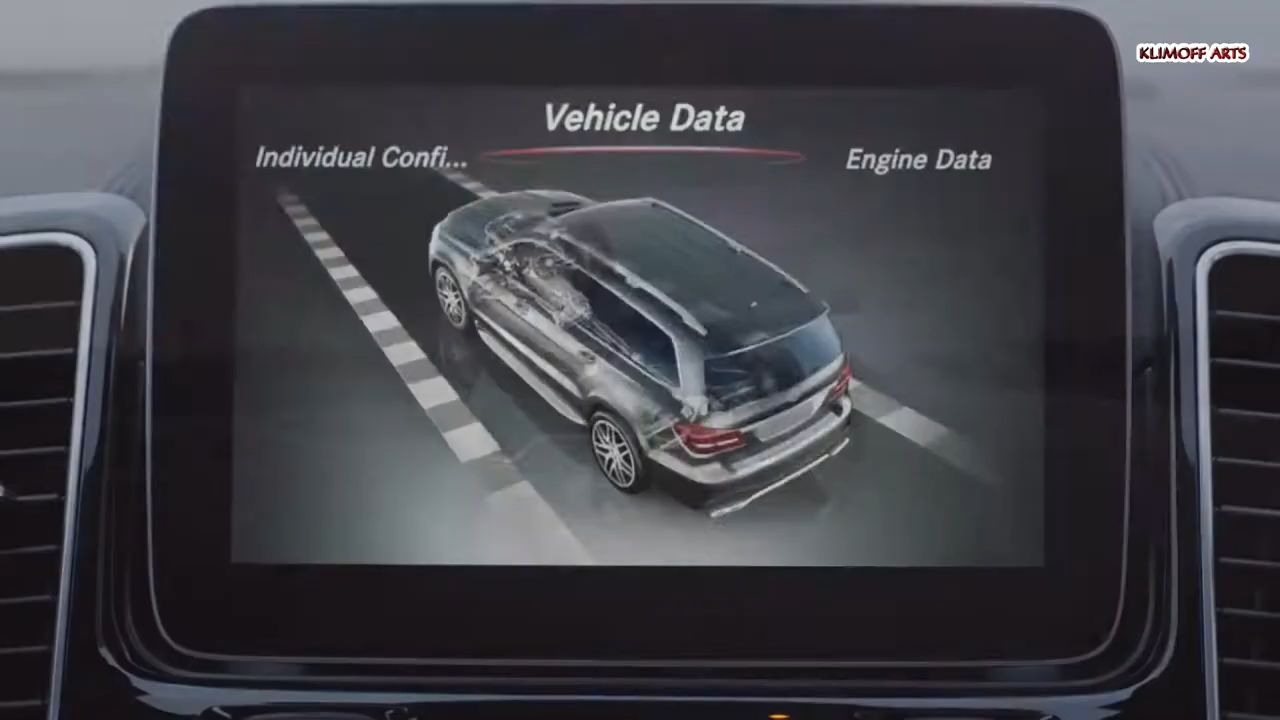 KLIMOFF ARTS
Vehicle Data
Individual Confi...
Engine Data